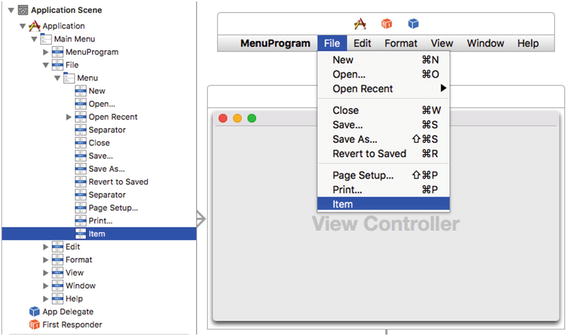 Application Scene
Application
Main Menu
MenuProgram
File
Menu
New
Open...
Open Recent
Separator
Close
Save...
Save As...
Revert to Saved
Separator
Page Setup...
Print...
Item
Edit
Format
View
Window
Help
App Delegate
First Responder
MenuProgram File Edit Format View Window Help
New ⌘N
Open... ⌘O
Open Recent ▶
Close ⌘W
Save... ⌘S
Save As... ⇧⌘S
Revert to Saved ⌘R
Page Setup... ⇧⌘P
Print... ⌘P
Item
View Controller